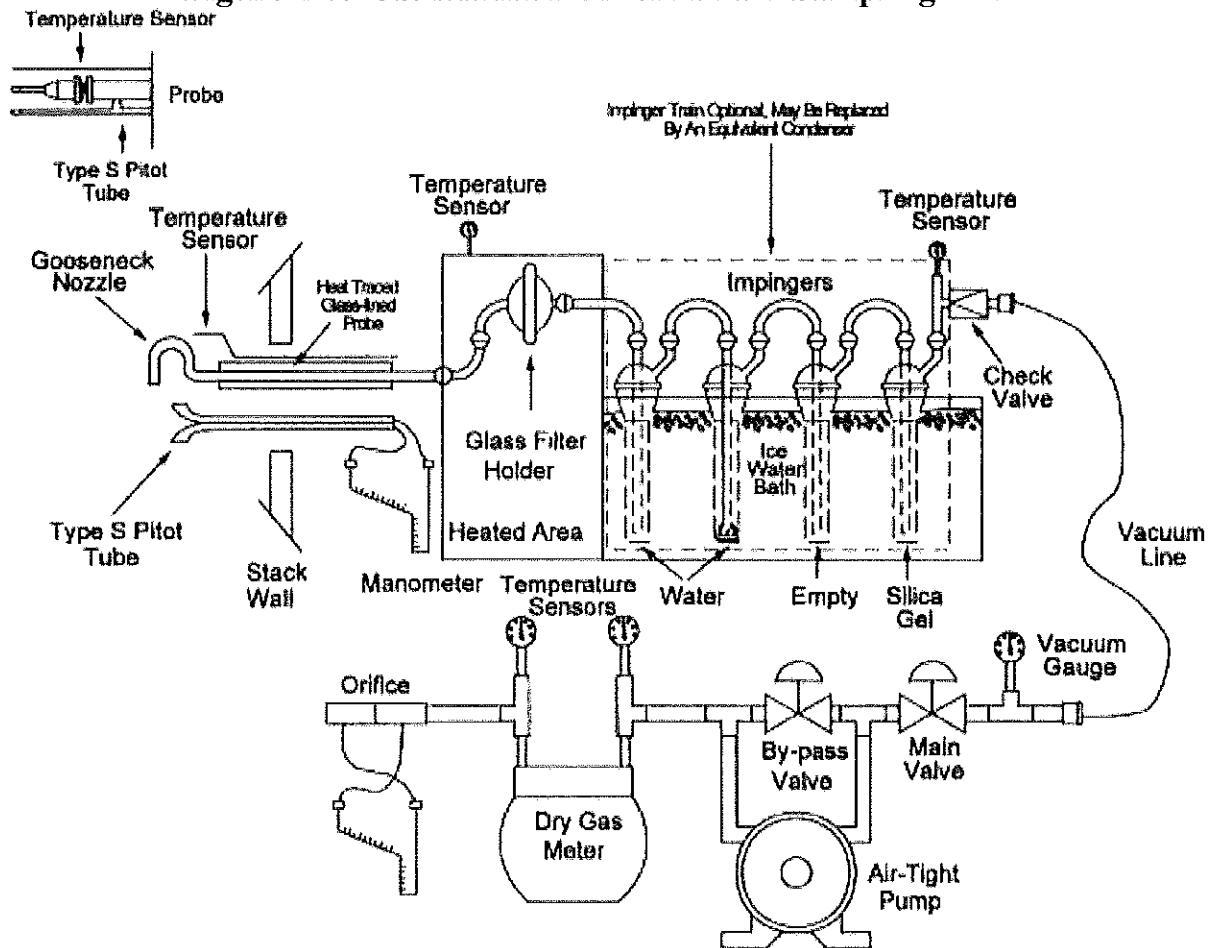 Temperature Sensor
Probe
Type S Pitot
Tube
Impinger Train Optional, May Be Replaced
By An Equivalent Condenser
Temperature
Sensor
Temperature
Sensor
Temperature
Sensor
Gooseneck
Nozzle
Heat Traced
Glass-lined
Probe
Impingers
Check
Valve
Glass Filter
Holder
Ice
Water
Bath
Heated Area
Type S Pitot
Tube
Vacuum
Line
Stack
Wall
Manometer
Temperature
Sensors
Water
Empty
Silica
Gel
Vacuum
Gauge
Orifice
By-pass
Valve
Main
Valve
Dry Gas
Meter
Air-Tight
Pump